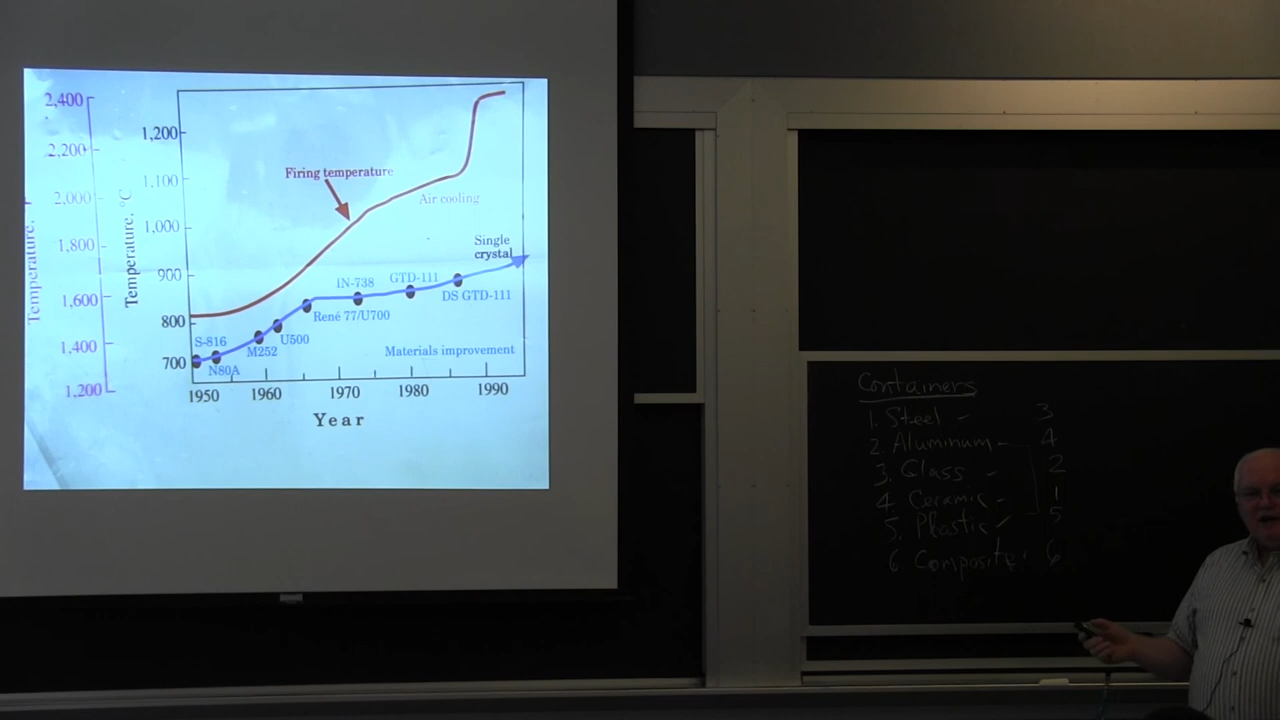 2,400
2,200
2,000
1,800
1,600
1,400
1,200
Temperature,
Temperature, °C
1,200
1,100
1,000
900
800
700
Firing temperature
Air cooling
Single
crystal
IN-738
GTD-111
DS GTD-111
René 77/U700
S-816
U500
M252
N80A
Materials improvement
1950
1960
1970
1980
1990
Year
Containers
1. Steel - 3
2. Aluminum - 4
3. Glass - 2
4. Ceramic - 1
5. Plastic 5
6 Composite 6